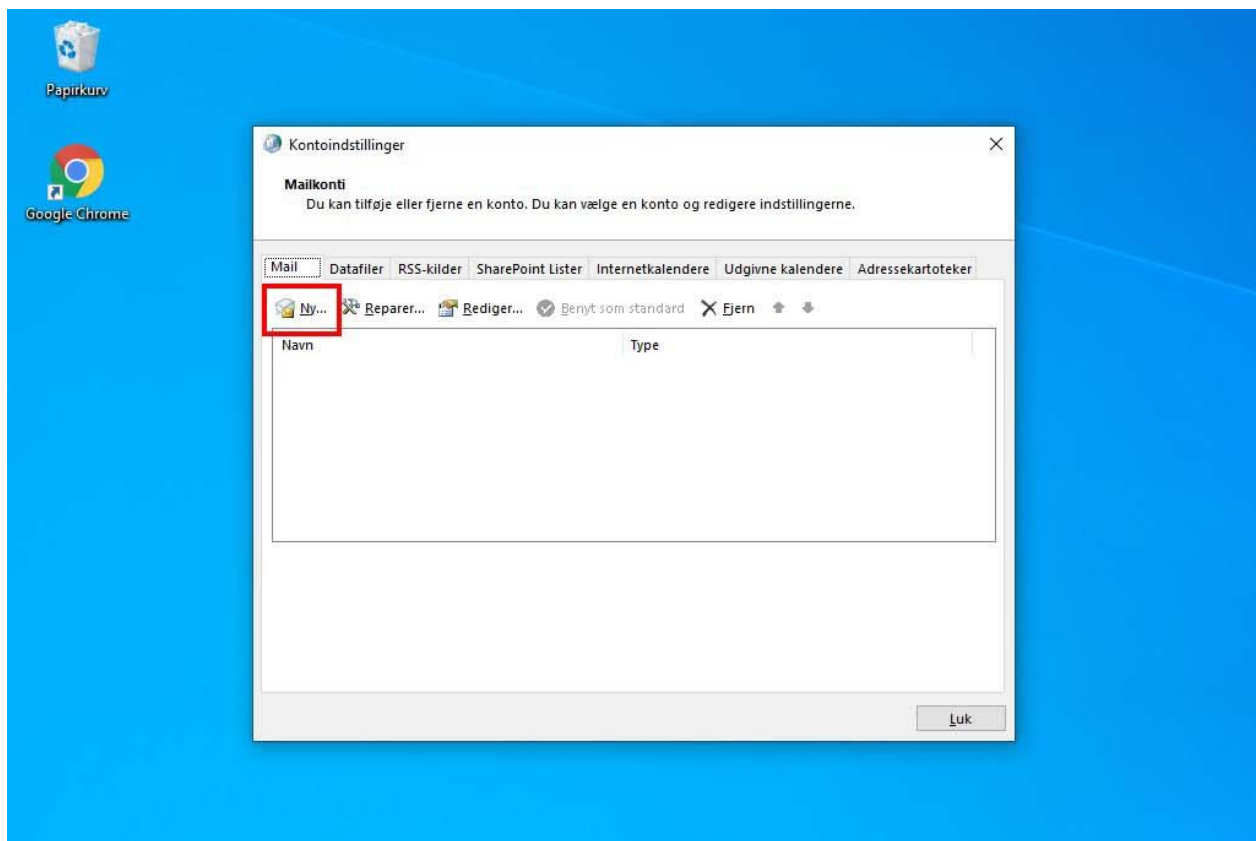 Papirkurv
Google Chrome
Kontoindstillinger
Mailkonti
Du kan tilføje eller fjerne en konto. Du kan vælge en konto og redigere indstillingerne.
Mail Datafiler RSS-kilder SharePoint Lister Internetkalendere Udgivne kalendere Adressekartoteker
Ny... Reparer... Rediger... Benyt som standard Fjern
Navn Type
Luk